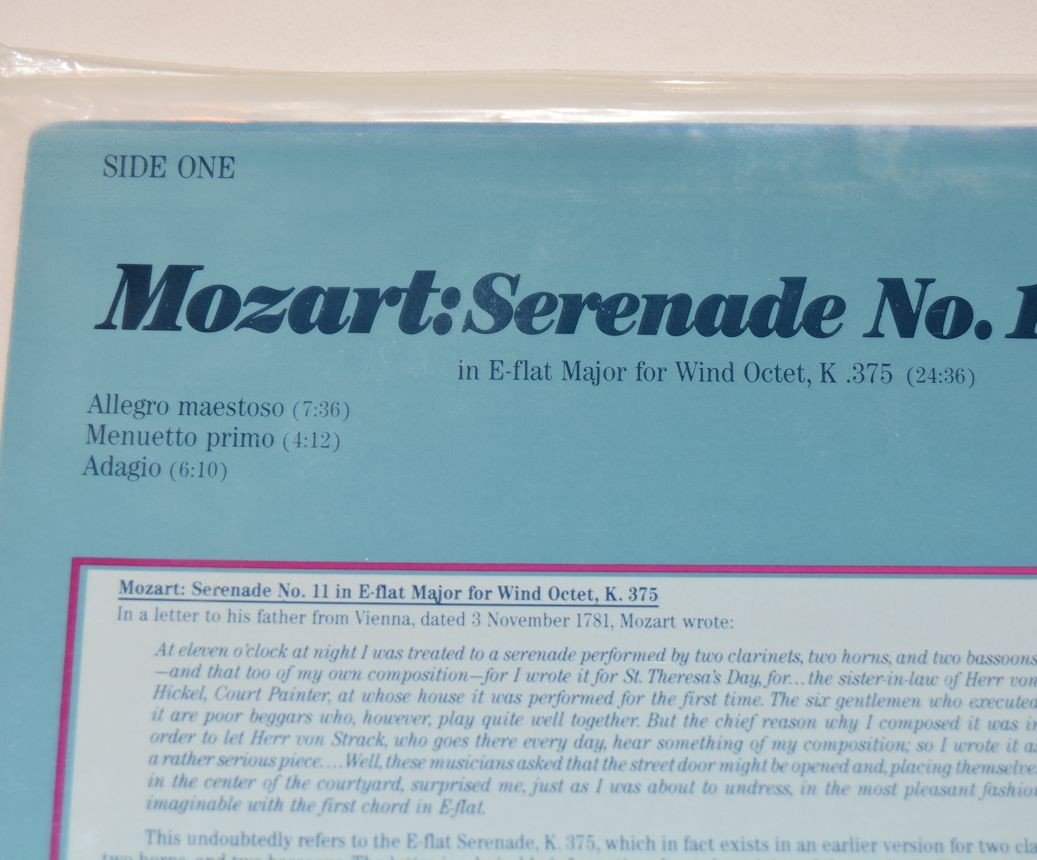 SIDE ONE
Mozart: Serenade No. 1
in E-flat Major for Wind Octet, K .375 (24:36)
Allegro maestoso (7:36)
Menuetto primo (4:12)
Adagio (6:10)
Mozart: Serenade No. 11 in E-flat Major for Wind Octet, K. 375
In a letter to his father from Vienna, dated 3 November 1781, Mozart wrote:
At eleven o'clock at night I was treated to a serenade performed by two clarinets, two horns, and two bassoons
—and that too of my own composition—for I wrote it for St. Theresa's Day, for... the sister-in-law of Herr von
Hickel, Court Painter, at whose house it was performed for the first time. The six gentlemen who executed
it are poor beggars who, however, play quite well together. But the chief reason why I composed it was in
order to let Herr von Strack, who goes there every day, hear something of my composition; so I wrote it as
a rather serious piece.... Well, these musicians asked that the street door might be opened and, placing themselves
in the center of the courtyard, surprised me, just as I was about to undress, in the most pleasant fashion
imaginable with the first chord in E-flat.
This undoubtedly refers to the E-flat Serenade, K. 375, which in fact exists in an earlier version for two cla